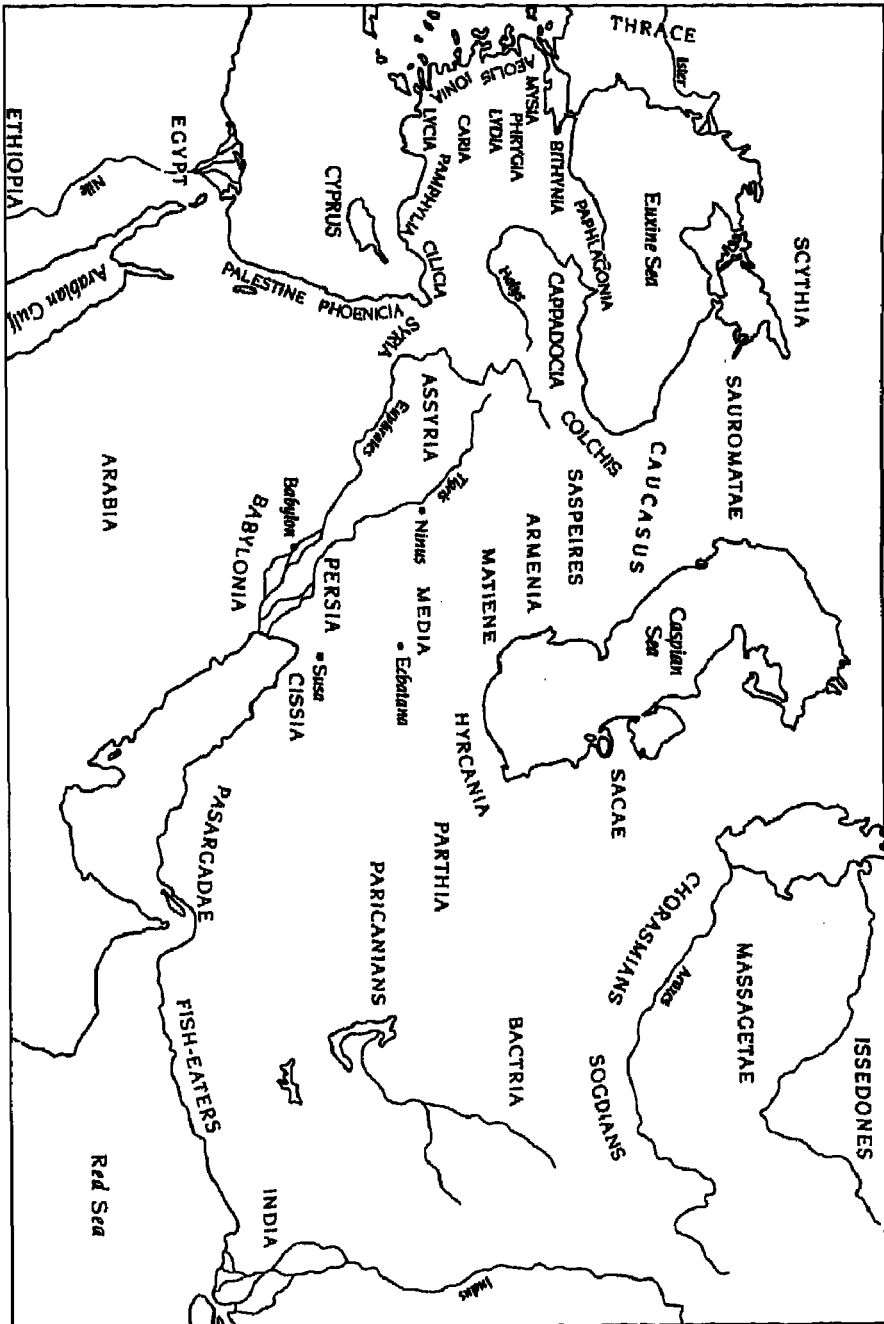 THRACE
Ister
SCYTHIA
SAUROMATAE
ISSEDONES
MASSAGETAE
Euxine Sea
CAUCASUS
Caspian
Sea
SACAE
CHORASMIANS
Araxes
SOGDIANS
AEOLIS
IONIA
MYSIA
PHRYGIA
LYDIA
CARIA
LYCIA
BITHYNIA
PAPHLAGONIA
PAMPHYLIA
CILICIA
Halys
CAPPADOCIA
COLCHIS
SASPEIRES
ARMENIA
MATIENE
HYRCANIA
PARTHIA
BACTRIA
PARICANIANS
CYPRUS
SYRIA
ASSYRIA
Tigris
Euphrates
Ninus
MEDIA
Ecbatana
PHOENICIA
PALESTINE
Babylon
BABYLONIA
PERSIA
Susa
CISSIA
PASARGADAE
FISH-EATERS
INDIA
Indus
EGYPT
Nile
ETHIOPIA
Arabian Gulf
ARABIA
Red Sea